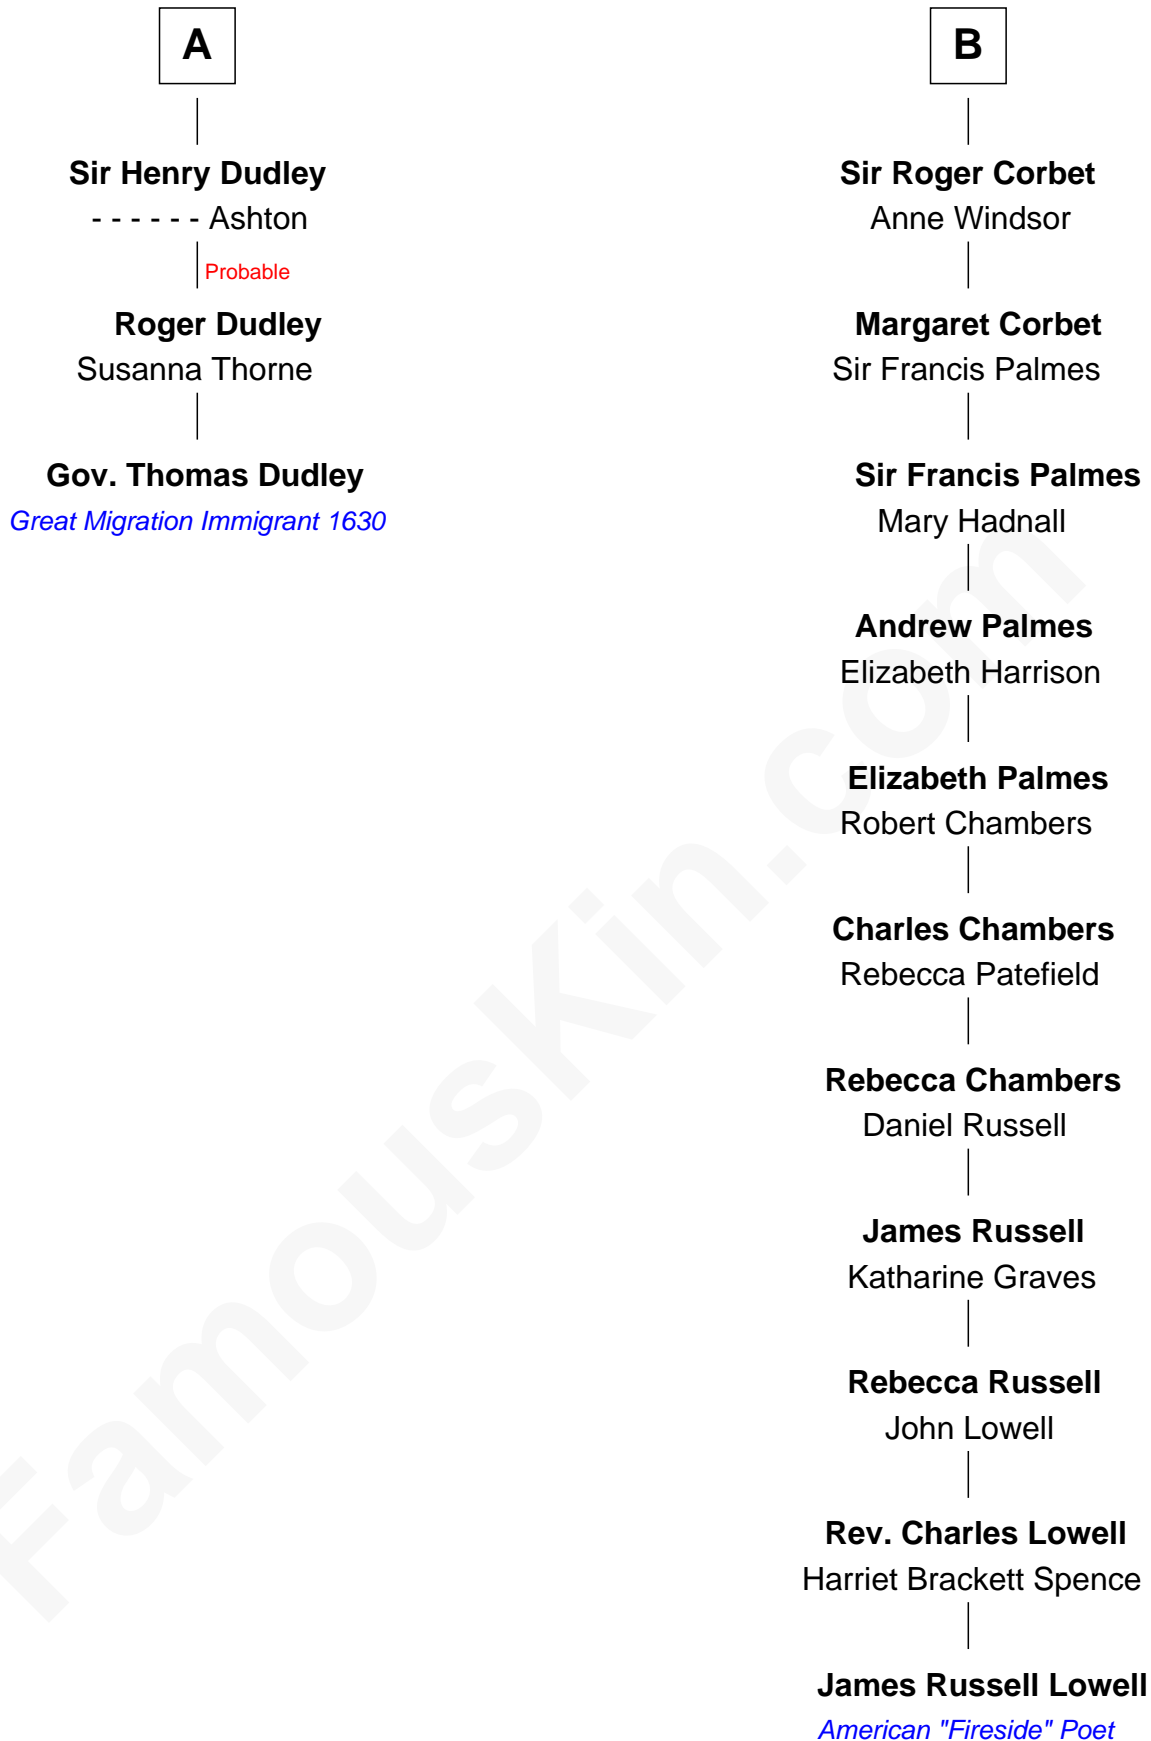 A
Sir Henry Dudley
- - - - - - Ashton
Probable
Roger Dudley
Susanna Thorne
Gov. Thomas Dudley
Great Migration Immigrant 1630
B
Sir Roger Corbet
Anne Windsor
Margaret Corbet
Sir Francis Palmes
Sir Francis Palmes
Mary Hadnall
Andrew Palmes
Elizabeth Harrison
Elizabeth Palmes
Robert Chambers
Charles Chambers
Rebecca Patefield
Rebecca Chambers
Daniel Russell
James Russell
Katharine Graves
Rebecca Russell
John Lowell
Rev. Charles Lowell
Harriet Brackett Spence
James Russell Lowell
American "Fireside" Poet
FamousKin.com